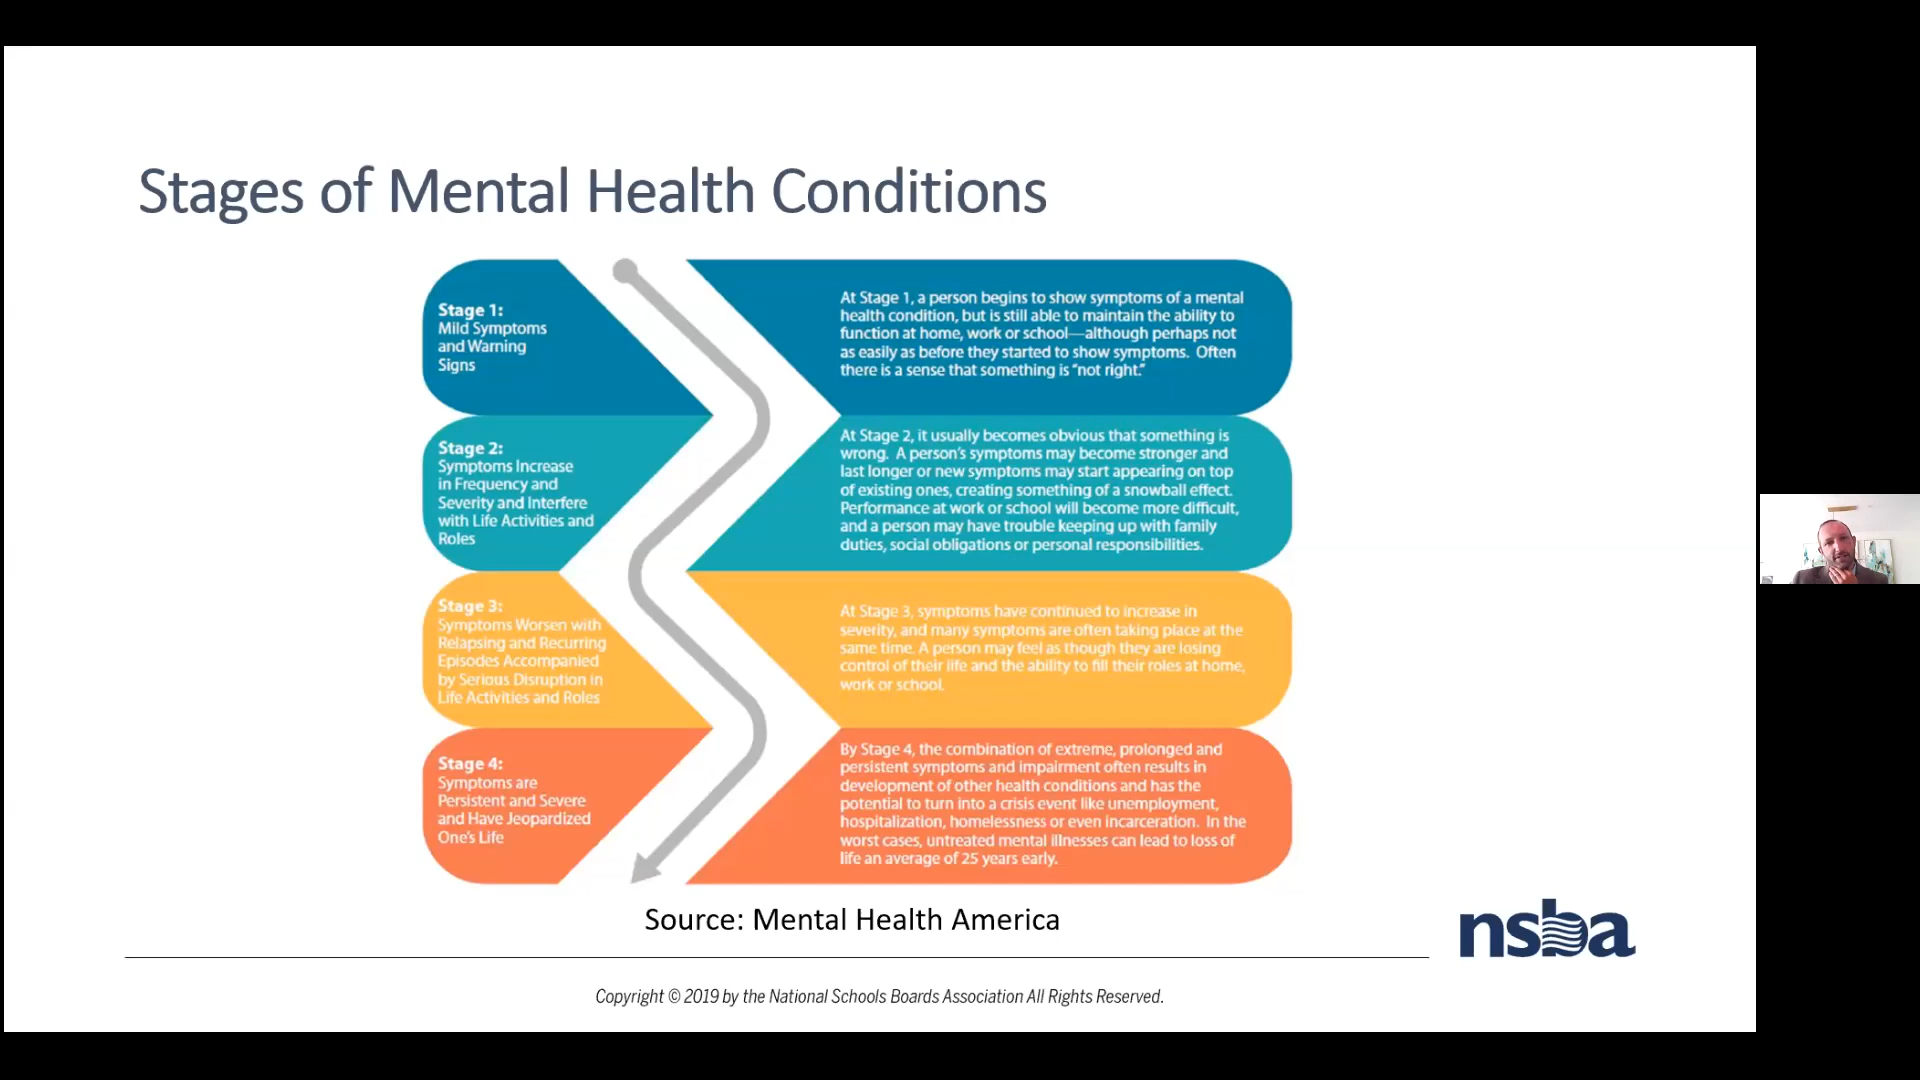 Stages of Mental Health Conditions
Stage 1:
Mild Symptoms
and Warning
Signs
At Stage 1, a person begins to show symptoms of a mental
health condition, but is still able to maintain the ability to
function at home, work or school—although perhaps not
as easily as before they started to show symptoms. Often
there is a sense that something is “not right.”
Stage 2:
Symptoms Increase
in Frequency and
Severity and Interfere
with Life Activities and
Roles
At Stage 2, it usually becomes obvious that something is
wrong. A person's symptoms may become stronger and
last longer or new symptoms may start appearing on top
of existing ones, creating something of a snowball effect.
Performance at work or school will become more difficult,
and a person may have trouble keeping up with family
duties, social obligations or personal responsibilities.
Stage 3:
Symptoms Worsen with
Relapsing and Recurring
Episodes Accompanied
by Serious Disruption in
Life Activities and Roles
At Stage 3, symptoms have continued to increase in
severity, and many symptoms are often taking place at the
same time. A person may feel as though they are losing
control of their life and the ability to fill their roles at home,
work or school.
Stage 4:
Symptoms are
Persistent and Severe
and Have Jeopardized
One's Life
By Stage 4, the combination of extreme, prolonged and
persistent symptoms and impairment often results in
development of other health conditions and has the
potential to turn into a crisis event like unemployment,
hospitalization, homelessness or even incarceration. In the
worst cases, untreated mental illnesses can lead to loss of
life an average of 25 years early.
Source: Mental Health America
nsba
Copyright © 2019 by the National Schools Boards Association All Rights Reserved.